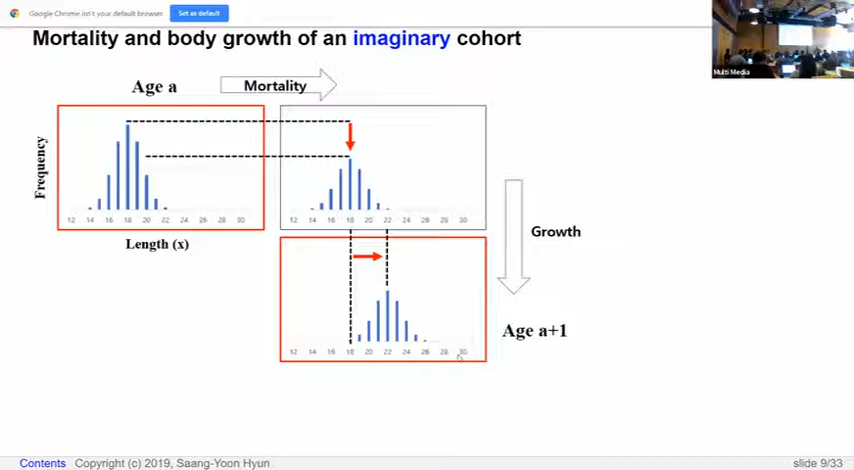 Google Chrome isn't your default browser Set as default
Mortality and body growth of an imaginary cohort
Multi Media
Age a
Mortality
Frequency
12 14 16 18 20 22 24 26 28 30
12 14 16 18 20 22 24 26 28 30
Length (x)
Growth
Age a+1
12 14 16 18 20 22 24 26 28 30
Contents Copyright (c) 2019, Saang-Yoon Hyun slide 9/33